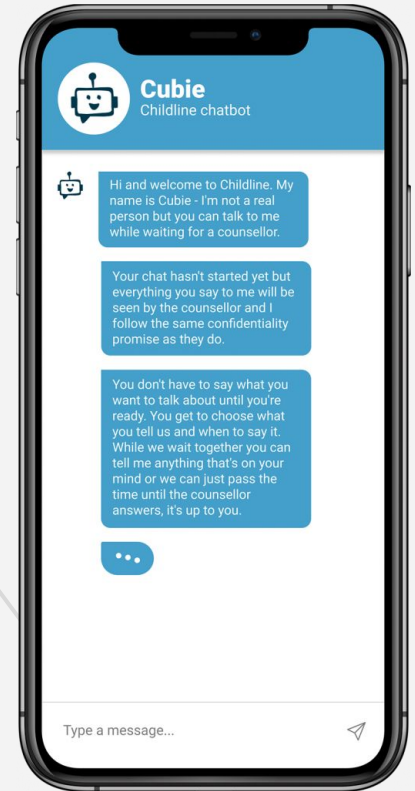 Cubie
Childline chatbot
Hi and welcome to Childline. My
name is Cubie - I'm not a real
person but you can talk to me
while waiting for a counsellor.
Your chat hasn't started yet but
everything you say to me will be
seen by the counsellor and I
follow the same confidentiality
promise as they do.
You don't have to say what you
want to talk about until you're
ready. You get to choose what
you tell us and when to say it.
While we wait together you can
tell me anything that's on your
mind or we can just pass the
time until the counsellor
answers, it's up to you.
Type a message...